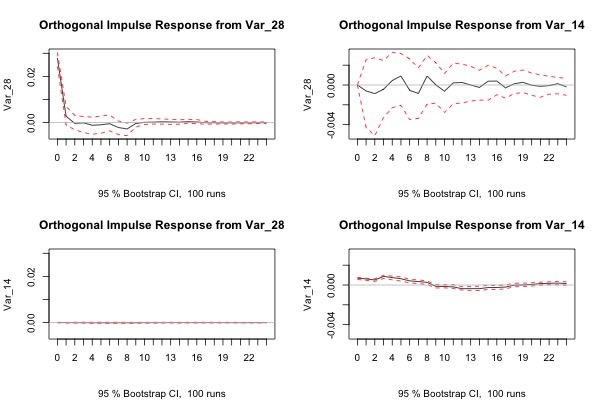 Orthogonal Impulse Response from Var_28
Var_28
0.02
0.00
0 2 4 6 8 10 13 16 19 22
95 % Bootstrap CI, 100 runs
Orthogonal Impulse Response from Var_14
Var_28
0.000
-0.004
0 2 4 6 8 10 13 16 19 22
95 % Bootstrap CI, 100 runs
Orthogonal Impulse Response from Var_28
Var_14
0.02
0.00
0 2 4 6 8 10 13 16 19 22
95 % Bootstrap CI, 100 runs
Orthogonal Impulse Response from Var_14
Var_14
0.000
-0.004
0 2 4 6 8 10 13 16 19 22
95 % Bootstrap CI, 100 runs